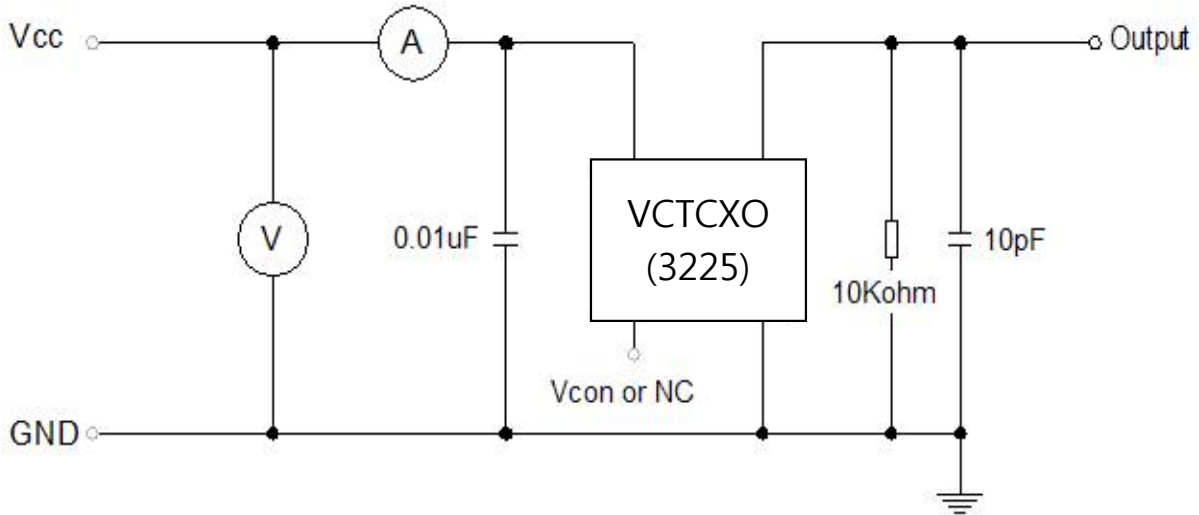 Vcc
A
Output
V
0.01uF
VCTCXO
(3225)
10pF
10Kohm
Vcon or NC
GND